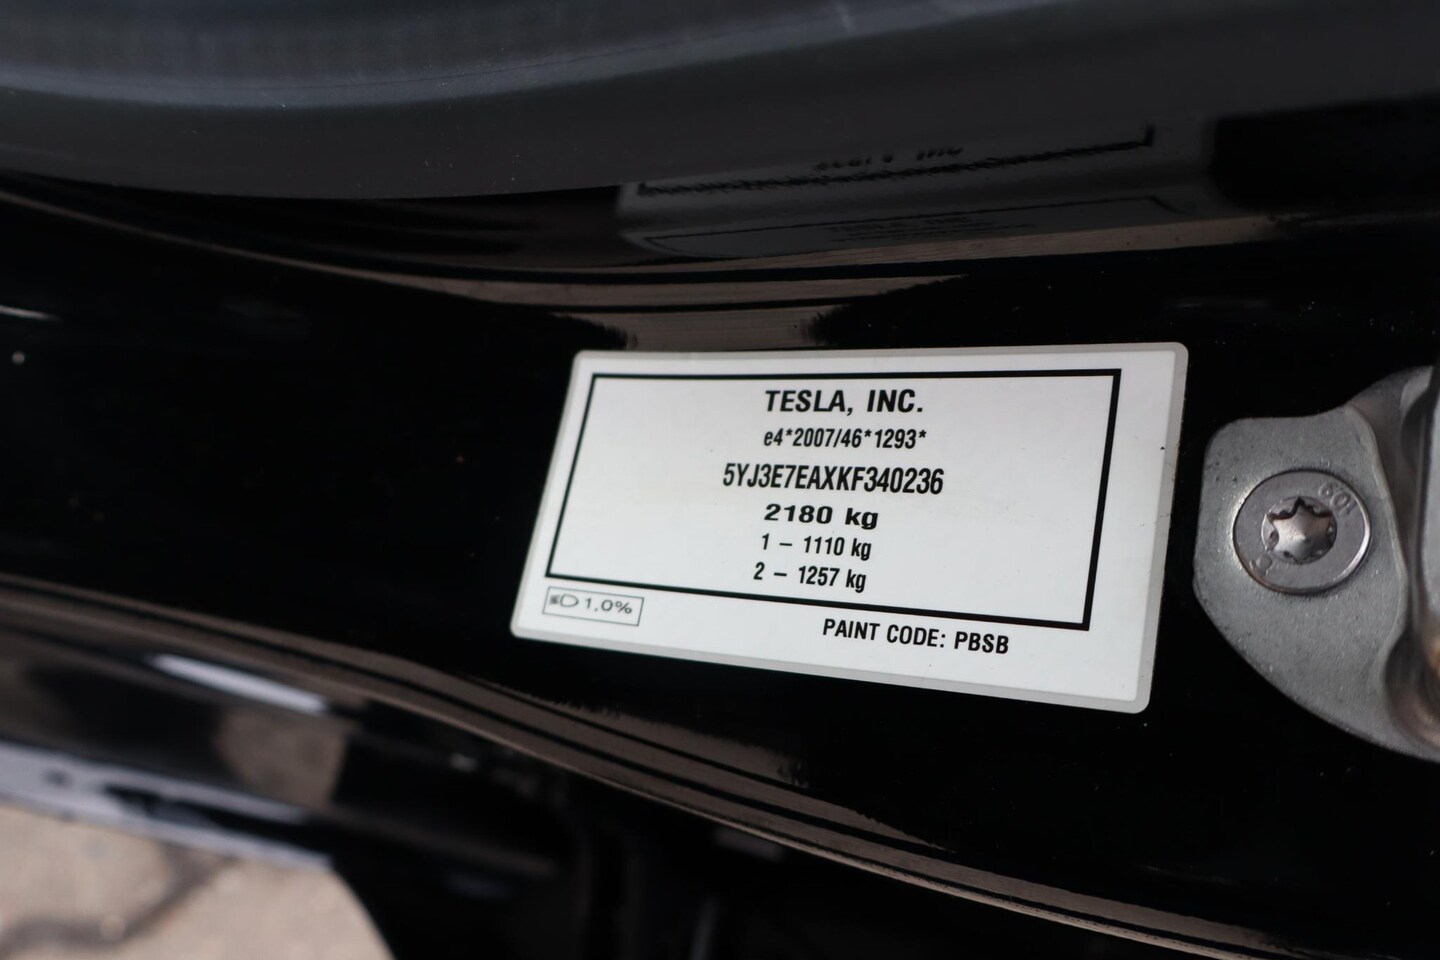 TESLA, INC.
e4*2007/46*1293*
5YJ3E7EAXKF340236
2180 kg
1 – 1110 kg
2 – 1257 kg
1.0%
PAINT CODE: PBSB